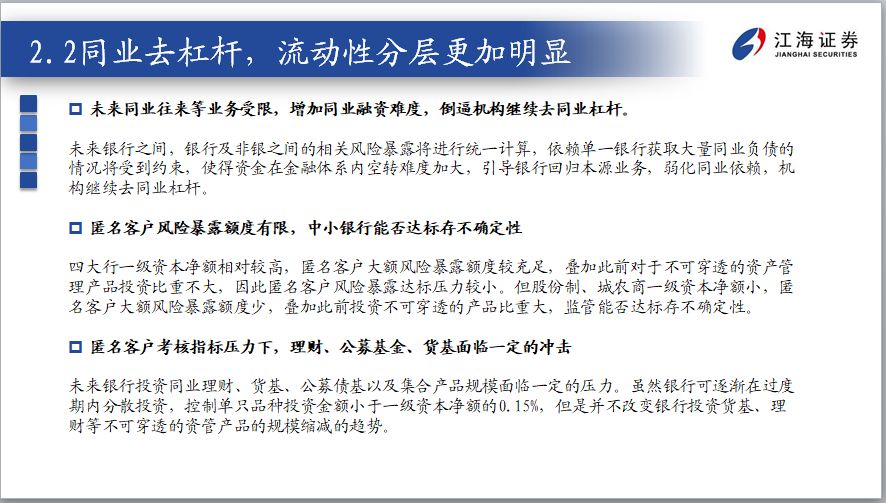 2.2同业去杠杆，流动性分层更加明显
江海证券
JIANGHAI SECURITIES
未来同业往来等业务受限，增加同业融资难度，倒逼机构继续去同业杠杆。
未来银行之间，银行及非银之间的相关风险暴露将进行统一计算，依赖单一银行获取大量同业负债的
情况将受到约束，使得资金在金融体系内空转难度加大，引导银行回归本源业务，弱化同业依赖，机
构继续去同业杠杆。
匿名客户风险暴露额度有限，中小银行能否达标存不确定性
四大行一级资本净额相对较高，匿名客户大额风险暴露额度较充足，叠加此前对于不可穿透的资产管
理产品投资比重不大，因此匿名客户风险暴露达标压力较小。但股份制、城农商一级资本净额小，匿
名客户大额风险暴露额度少，叠加此前投资不可穿透的产品比重大，监管能否达标存不确定性。
匿名客户考核指标压力下，理财、公募基金、货基面临一定的冲击
未来银行投资同业理财、货基、公募债基以及集合产品规模面临一定的压力。虽然银行可逐渐在过度
期内分散投资，控制单只品种投资金额小于一级资本净额的0.15%，但是并不改变银行投资货基、理
财等不可穿透的资管产品的规模缩减的趋势。